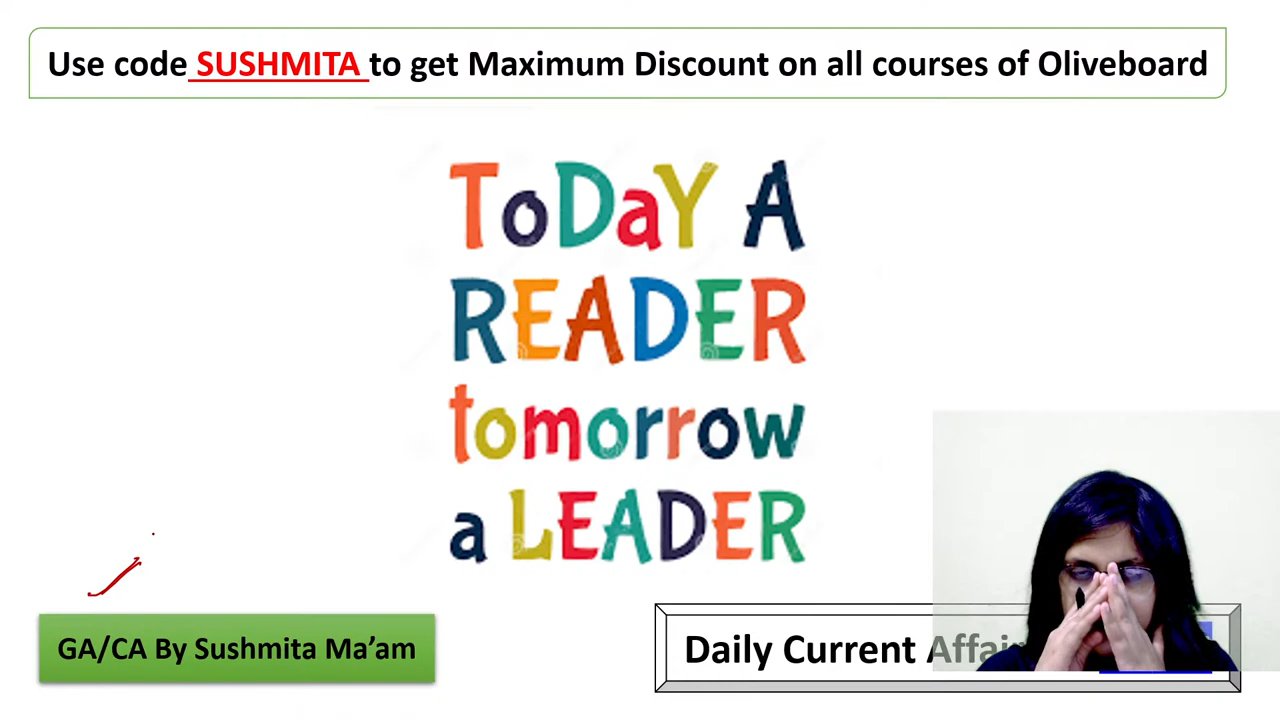 Use code SUSHMITA to get Maximum Discount on all courses of Oliveboard
ToDaY A
READER
tomorrow
a LEADER
GA/CA By Sushmita Ma’am
Daily Current